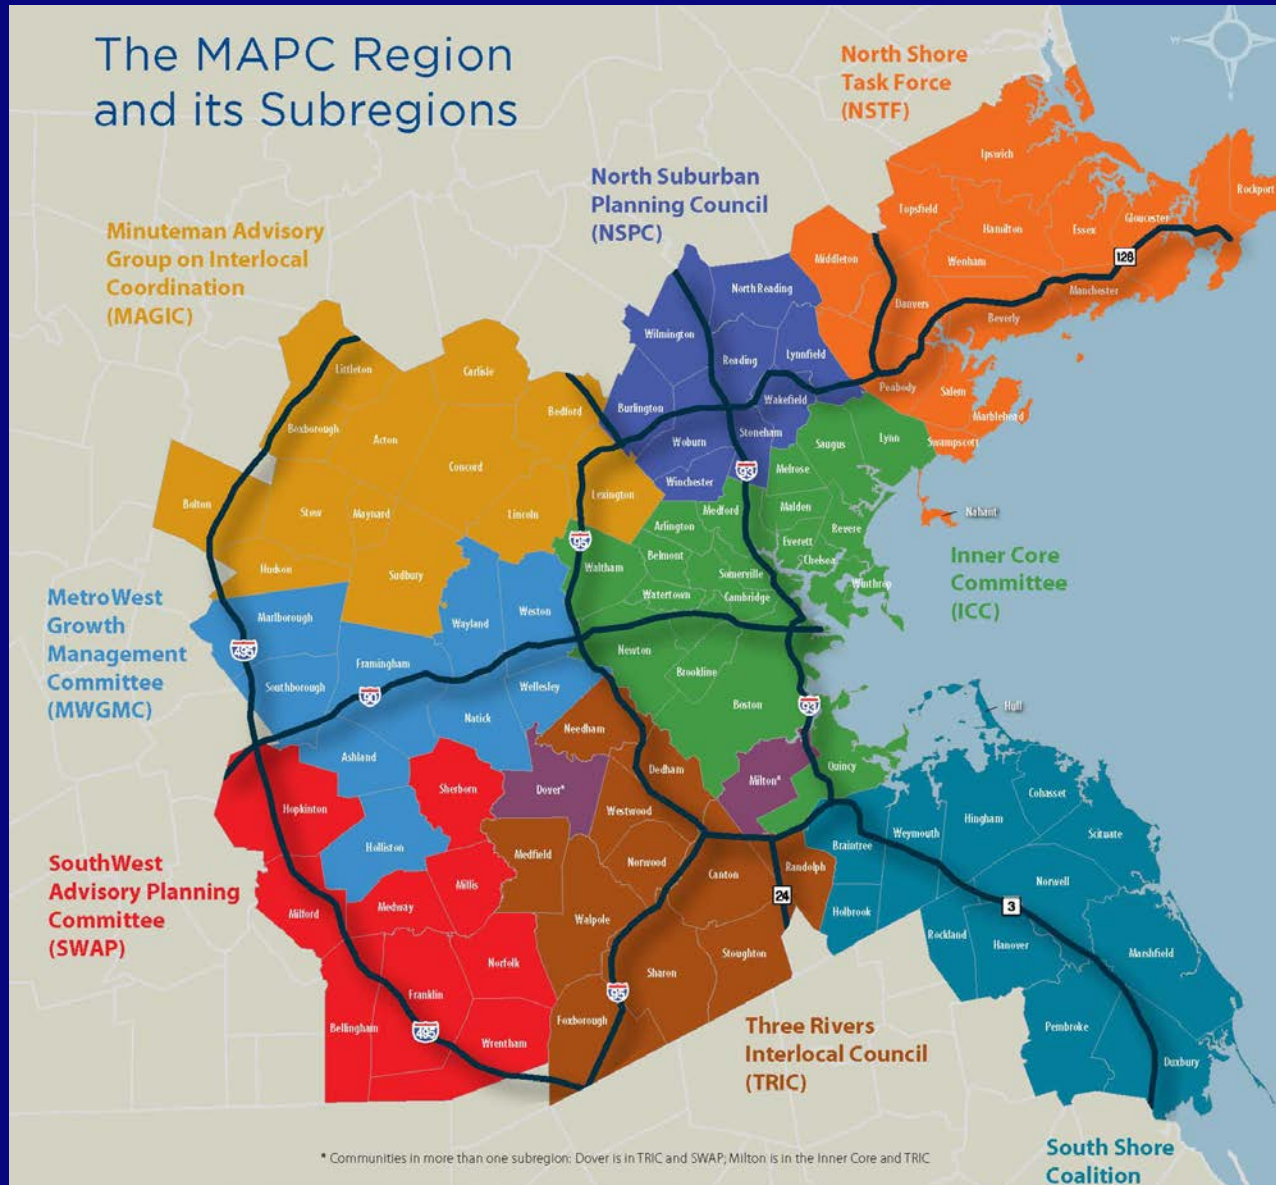 The MAPC Region
and its Subregions
North Shore
Task Force
(NSTF)
North Suburban
Planning Council
(NSPC)
Minuteman Advisory
Group on Interlocal
Coordination
(MAGIC)
MetroWest
Growth
Management
Committee
(MWGMC)
SouthWest
Advisory Planning
Committee
(SWAP)
Inner Core
Committee
(ICC)
Three Rivers
Interlocal Council
(TRIC)
South Shore
Coalition
W
Ipswich
Rockport
Topsfield
Gloucester
Hamilton
Essex
Middleton
Wenham
128
Manchester
Danvers
Beverly
Peabody
Salem
Marblehead
Swampscott
Nahant
North Reading
Wilmington
Reading
Lynnfield
Burlington
Wakefield
Woburn
Stoneham
Winchester
93
Littleton
Carlisle
Bedford
Boxborough
Acton
Concord
Lexington
Bolton
Stow
Maynard
Lincoln
Hudson
Sudbury
95
Saugus
Lynn
Melrose
Medford
Malden
Arlington
Revere
Everett
Belmont
Chelsea
Waltham
Somerville
Winthrop
Watertown
Cambridge
Newton
Brookline
Boston
93
Quincy
Milton*
Marlborough
Weston
Wayland
495
Framingham
Southborough
90
Wellesley
Natick
Ashland
Holliston
Hopkinton
Sherborn
Dover*
Millis
Milford
Medway
Norfolk
Franklin
Bellingham
495
Wrentham
Needham
Dedham
Westwood
Medfield
Norwood
Canton
Randolph
24
Walpole
Stoughton
Sharon
95
Foxborough
Hull
Cohasset
Hingham
Weymouth
Scituate
Braintree
Norwell
Holbrook
3
Rockland
Hanover
Marshfield
Pembroke
Duxbury
* Communities in more than one subregion: Dover is in TRIC and SWAP; Milton is in the Inner Core and TRIC